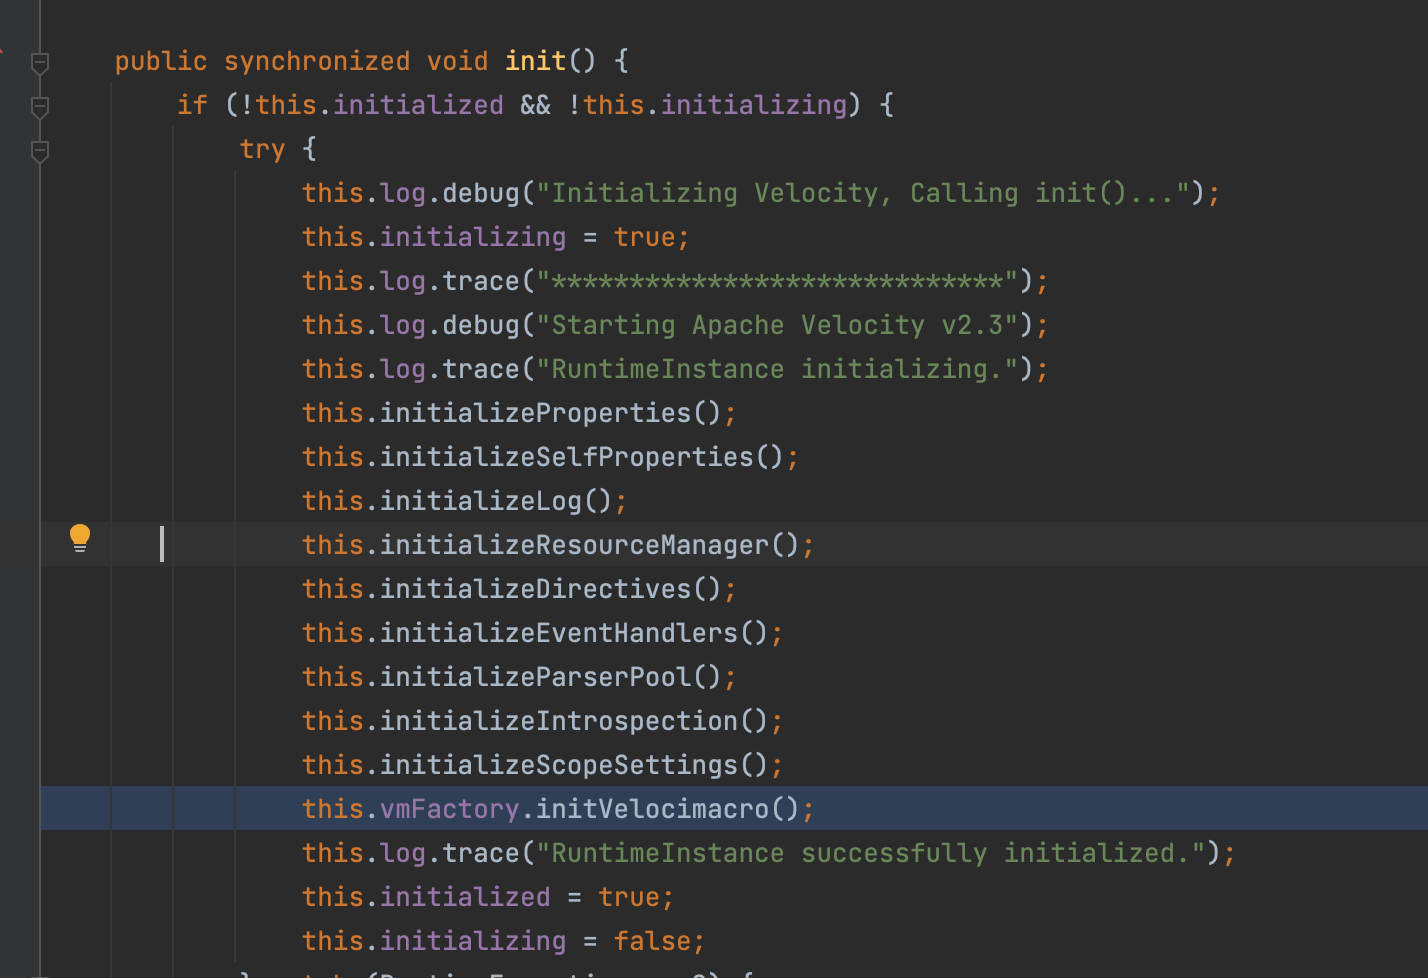 public synchronized void init() {
if (!this.initialized && !this.initializing) {
try {
this.log.debug("Initializing Velocity, Calling init()...");
this.initializing = true;
this.log.trace("*****************************");
this.log.debug("Starting Apache Velocity v2.3");
this.log.trace("RuntimeInstance initializing.");
this.initializeProperties();
this.initializeSelfProperties();
this.initializeLog();
this.initializeResourceManager();
this.initializeDirectives();
this.initializeEventHandlers();
this.initializeParserPool();
this.initializeIntrospection();
this.initializeScopeSettings();
this.vmFactory.initVelocimacro();
this.log.trace("RuntimeInstance successfully initialized.");
this.initialized = true;
this.initializing = false;